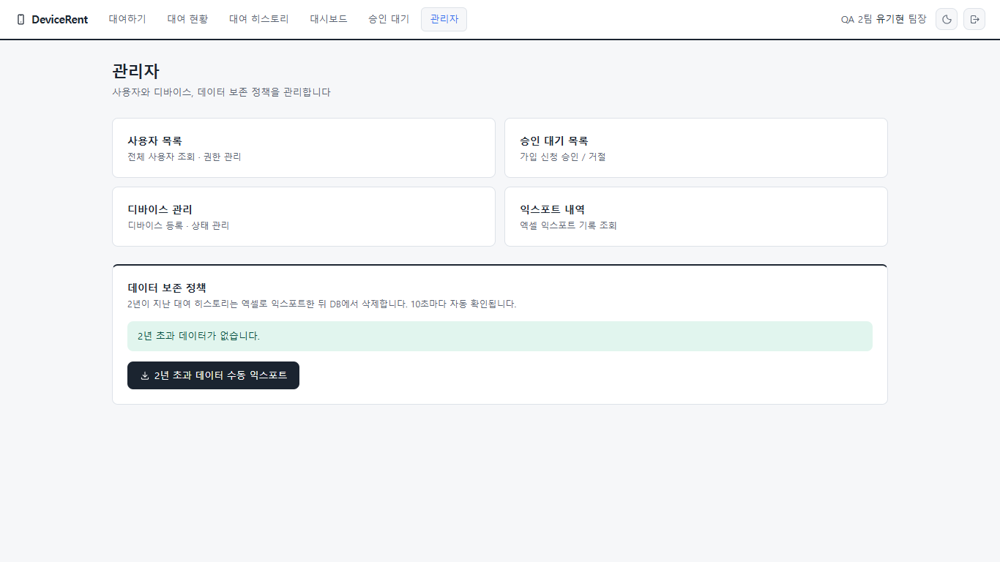 DeviceRent
대여하기
대여 현황
대여 히스토리
대시보드
승인 대기
관리자
QA 2팀 유기현 팀장
관리자
사용자와 디바이스, 데이터 보존 정책을 관리합니다
사용자 목록
전체 사용자 조회 · 권한 관리
승인 대기 목록
가입 신청 승인 / 거절
디바이스 관리
디바이스 등록 · 상태 관리
익스포트 내역
엑셀 익스포트 기록 조회
데이터 보존 정책
2년이 지난 대여 히스토리는 엑셀로 익스포트한 뒤 DB에서 삭제합니다. 10초마다 자동 확인됩니다.
2년 초과 데이터가 없습니다.
2년 초과 데이터 수동 익스포트